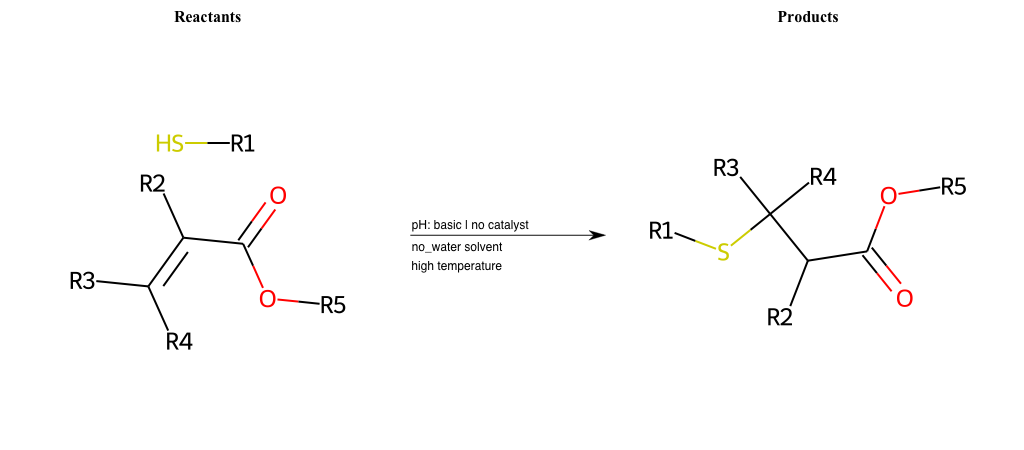 Reactants
Products
HS R1
R2
O
R3
O
R5
R4
pH: basic | no catalyst
no_water solvent
high temperature
R3
R4
O
R5
R1
S
R2
O